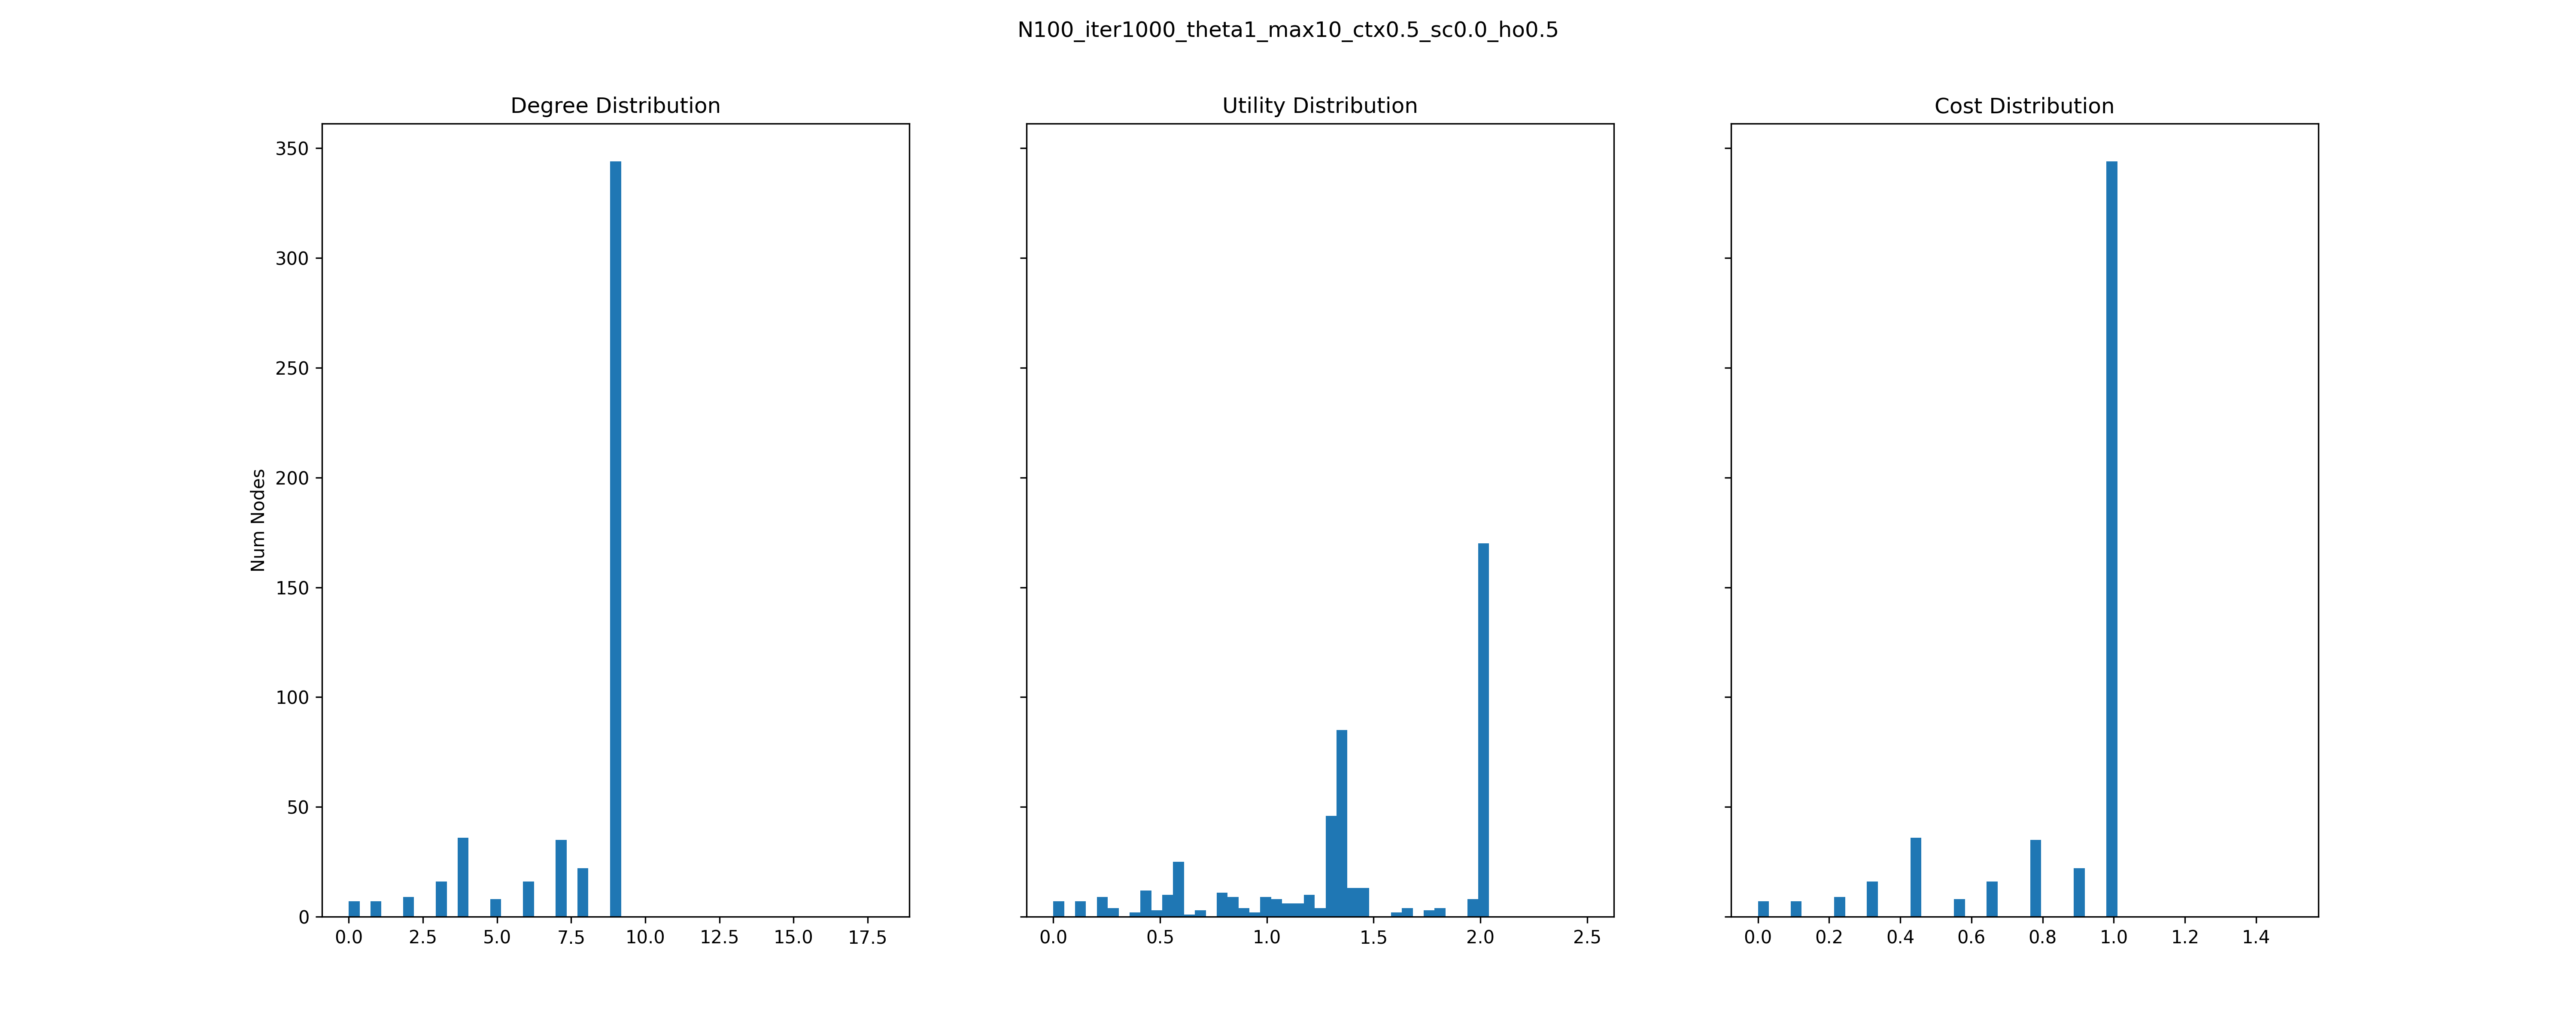 N100_iter1000_theta1_max10_ctx0.5_sc0.0_ho0.5
Degree Distribution
Utility Distribution
Cost Distribution
Num Nodes
350
300
250
200
150
100
50
0
0.0 2.5 5.0 7.5 10.0 12.5 15.0 17.5
0.0 0.5 1.0 1.5 2.0 2.5
0.0 0.2 0.4 0.6 0.8 1.0 1.2 1.4